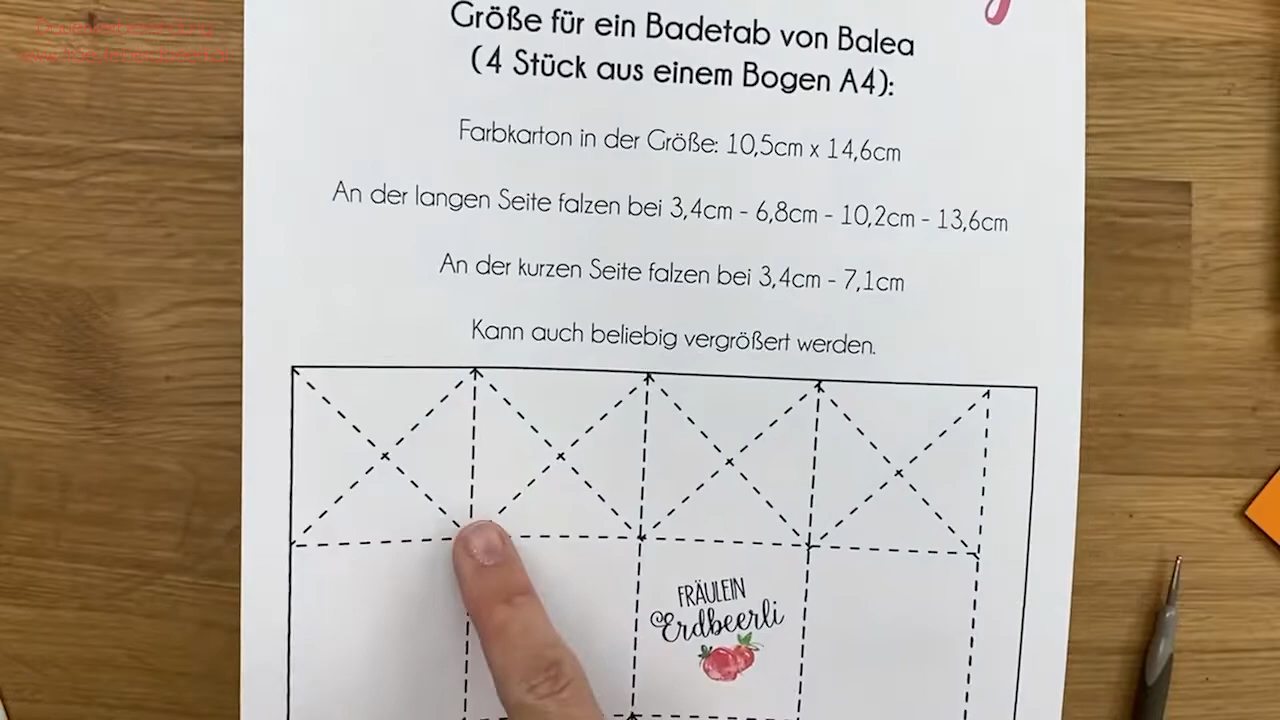 Dauerwerbesendung
Größe für ein Badetab von Balea
(4 Stück aus einem Bogen A4):
Farbkarton in der Größe: 10,5cm x 14,6cm
An der langen Seite falzen bei 3,4cm - 6,8cm - 10,2cm - 13,6cm
An der kurzen Seite falzen bei 3,4cm - 7,1cm
Kann auch beliebig vergrößert werden.
FRÄULEIN
Erdbeerli